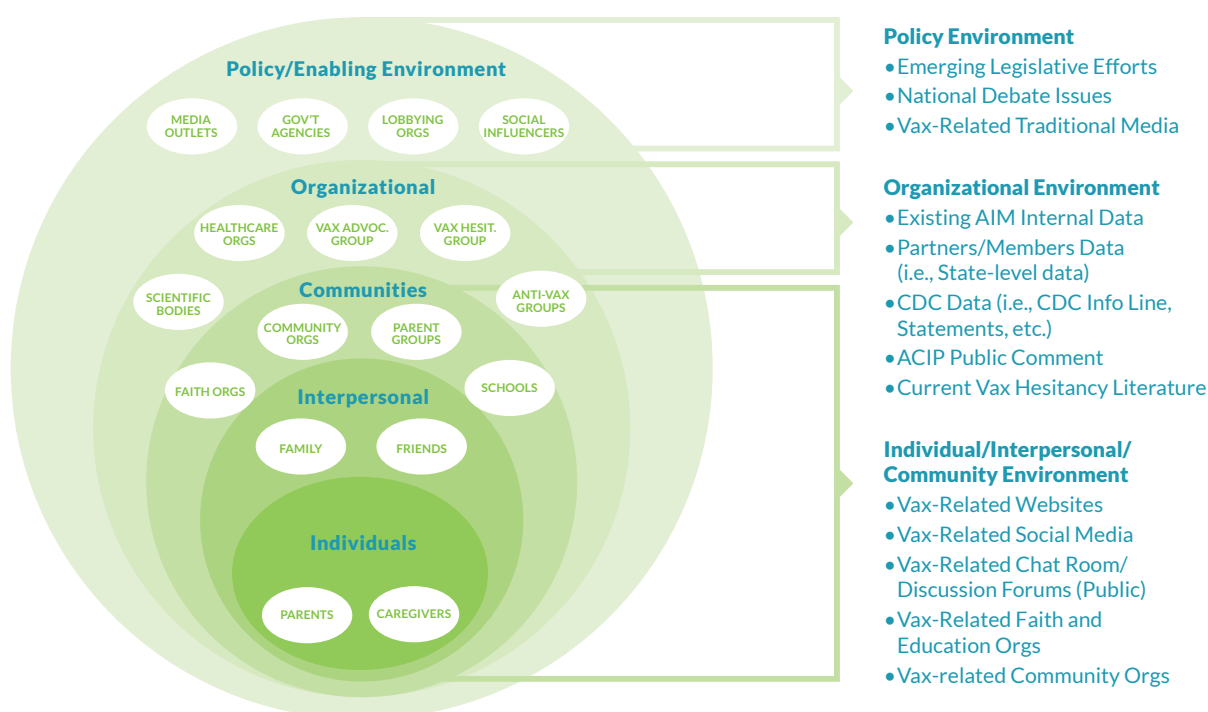 Policy/Enabling Environment
MEDIA
OUTLETS
GOV'T
AGENCIES
LOBBYING
ORGS
SOCIAL
INFLUENCERS
Organizational
HEALTHCARE
ORGS
VAX ADVOC.
GROUP
VAX HESIT.
GROUP
SCIENTIFIC
BODIES
ANTI-VAX
GROUPS
Communities
COMMUNITY
ORGS
PARENT
GROUPS
FAITH ORGS
SCHOOLS
Interpersonal
FAMILY
FRIENDS
Individuals
PARENTS
CAREGIVERS
Policy Environment
• Emerging Legislative Efforts
• National Debate Issues
• Vax-Related Traditional Media
Organizational Environment
• Existing AIM Internal Data
• Partners/Members Data
(i.e., State-level data)
• CDC Data (i.e., CDC Info Line,
Statements, etc.)
• ACIP Public Comment
• Current Vax Hesitancy Literature
Individual/Interpersonal/
Community Environment
• Vax-Related Websites
• Vax-Related Social Media
• Vax-Related Chat Room/
Discussion Forums (Public)
• Vax-Related Faith and
Education Orgs
• Vax-related Community Orgs